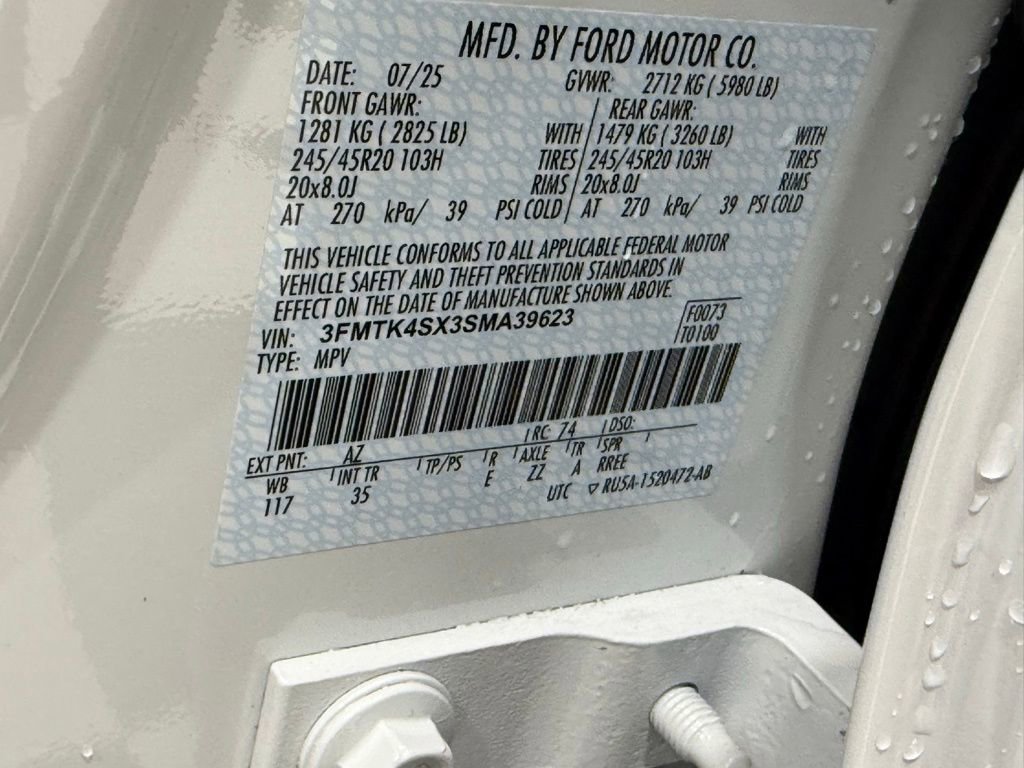 MFD. BY FORD MOTOR CO.
DATE: 07/25 GVWR: 2712 KG ( 5980 LB)
FRONT GAWR: REAR GAWR:
1281 KG ( 2825 LB) WITH 1479 KG ( 3260 LB) WITH
245/45R20 103H TIRES 245/45R20 103H TIRES
20x8.0J RIMS 20x8.0J RIMS
AT 270 kPa/ 39 PSI COLD AT 270 kPa/ 39 PSI COLD
THIS VEHICLE CONFORMS TO ALL APPLICABLE FEDERAL MOTOR
VEHICLE SAFETY AND THEFT PREVENTION STANDARDS IN
EFFECT ON THE DATE OF MANUFACTURE SHOWN ABOVE.
VIN: 3FMTK4SX3SMA39623 F0073
TYPE: MPV T0100
EXT PNT: AZ RC: 74 DSO:
WB INT TR TP/PS R AXLE TR SPR
117 35 E ZZ A RREE
UTC ▽ RU5A-1520472-AB